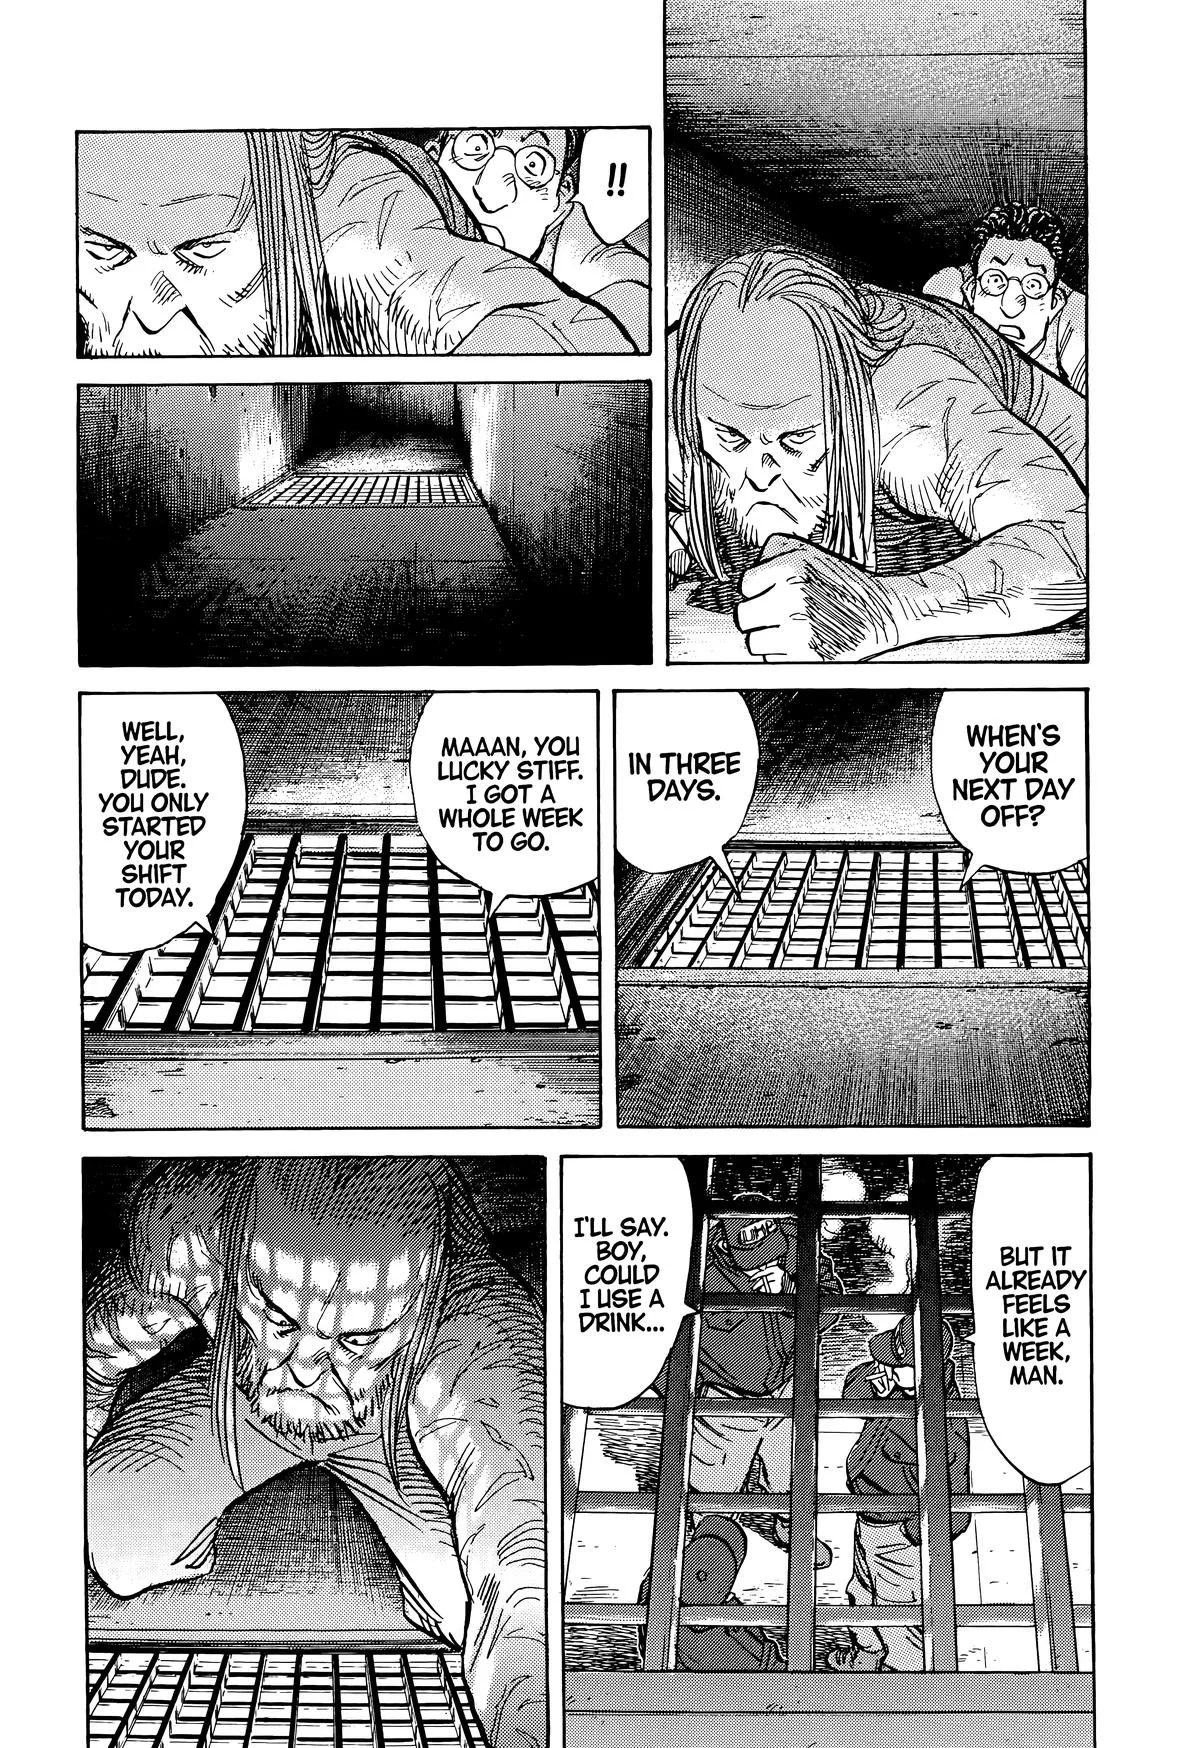 !!
WHEN'S
YOUR
NEXT DAY
OFF?
IN THREE
DAYS.
MAAAN, YOU
LUCKY STIFF.
I GOT A
WHOLE WEEK
TO GO.
WELL,
YEAH,
DUDE.
YOU ONLY
STARTED
YOUR
SHIFT
TODAY.
BUT IT
ALREADY
FEELS
LIKE A
WEEK,
MAN.
I'LL SAY.
BOY,
COULD
I USE A
DRINK...